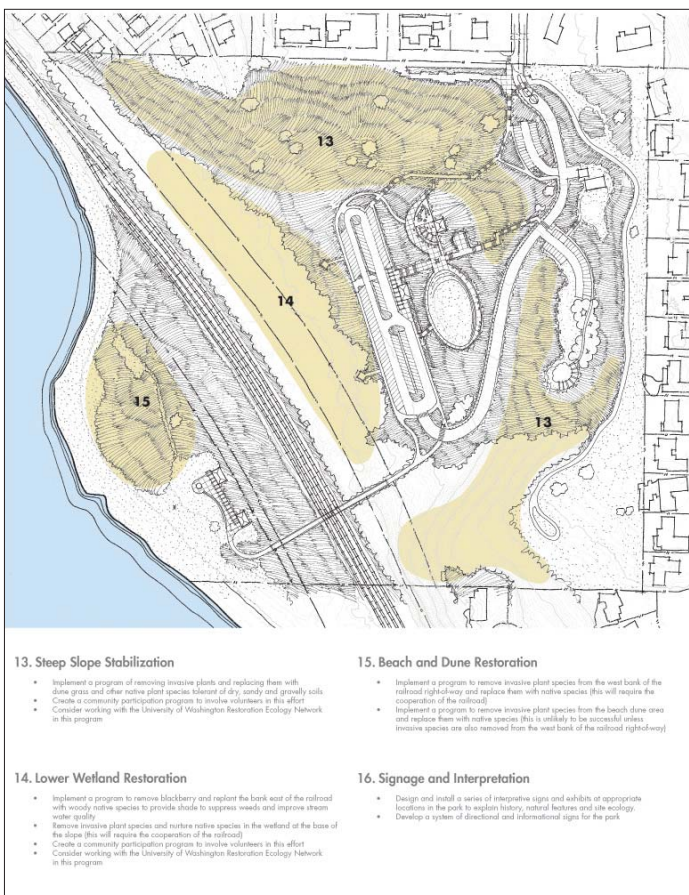 13
14
15
13
13. Steep Slope Stabilization
• Implement a program of removing invasive plants and replacing them with
dune grass and other native plant species tolerant of dry, sandy and gravelly soils
• Create a community participation program to involve volunteers in this effort
• Consider working with the University of Washington Restoration Ecology Network
in this program
14. Lower Wetland Restoration
• Implement a program to remove blackberry and replant the bank east of the railroad
with woody native species to provide shade to suppress weeds and improve stream
water quality
• Remove invasive plant species and nurture native species in the wetland at the base of
the slope (this will require the cooperation of the railroad)
• Create a community participation program to involve volunteers in this effort
• Consider working with the University of Washington Restoration Ecology Network
in this program
15. Beach and Dune Restoration
• Implement a program to remove invasive plant species from the west bank of the
railroad right-of-way and replace them with native species (this will require the
cooperation of the railroad)
• Implement a program to remove invasive plant species from the beach dune area
and replace them with native species (this is unlikely to be successful unless
invasive species are also removed from the west bank of the railroad right-of-way)
16. Signage and Interpretation
• Design and install a series of interpretive signs and exhibits at appropriate
locations in the park to explain history, natural features and site ecology.
• Develop a system of directional and informational signs for the park